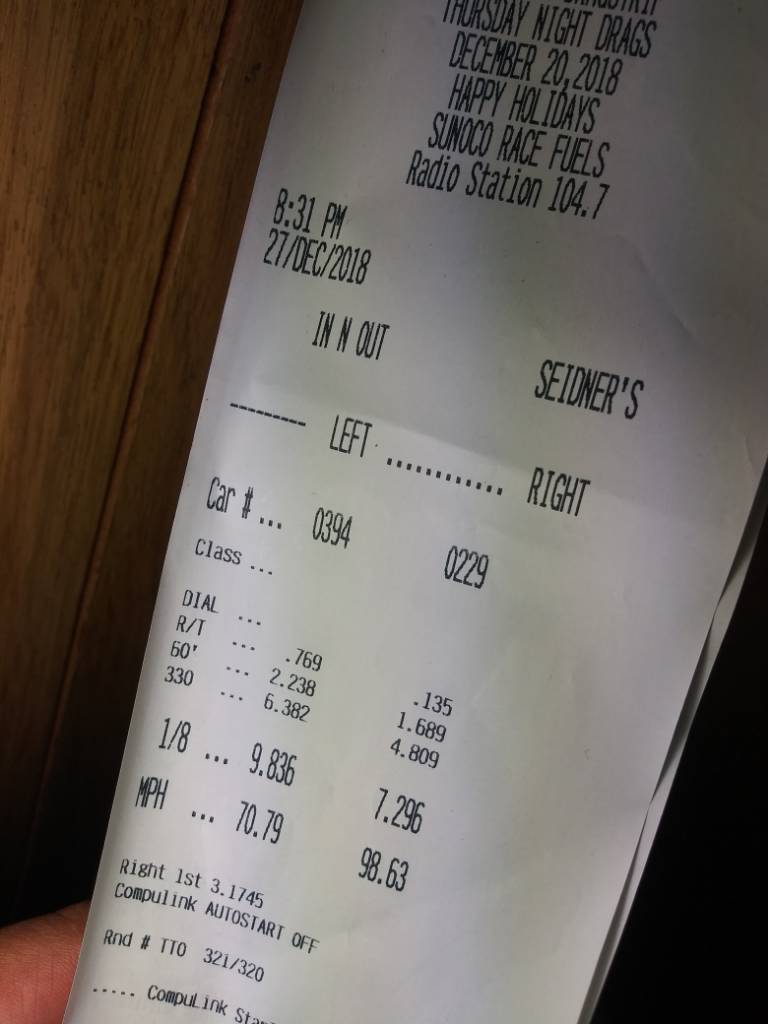 THURSDAY NIGHT DRAGS
DECEMBER 20,2018
HAPPY HOLIDAYS
SUNOCO RACE FUELS
Radio Station 104.7
8:31 PM
27/DEC/2018
IN N OUT SEIDNER'S
--------- LEFT ............ RIGHT
Car # ... 0394 0229
Class ...
DIAL ...
R/T ... .769 .135
60' ... 2.238 1.689
330 ... 6.382 4.809
1/8 ... 9.836 7.296
MPH ... 70.79 98.63
Right 1st 3.1745
Compulink AUTOSTART OFF
Rnd # TTO 321/320
..... CompuLink